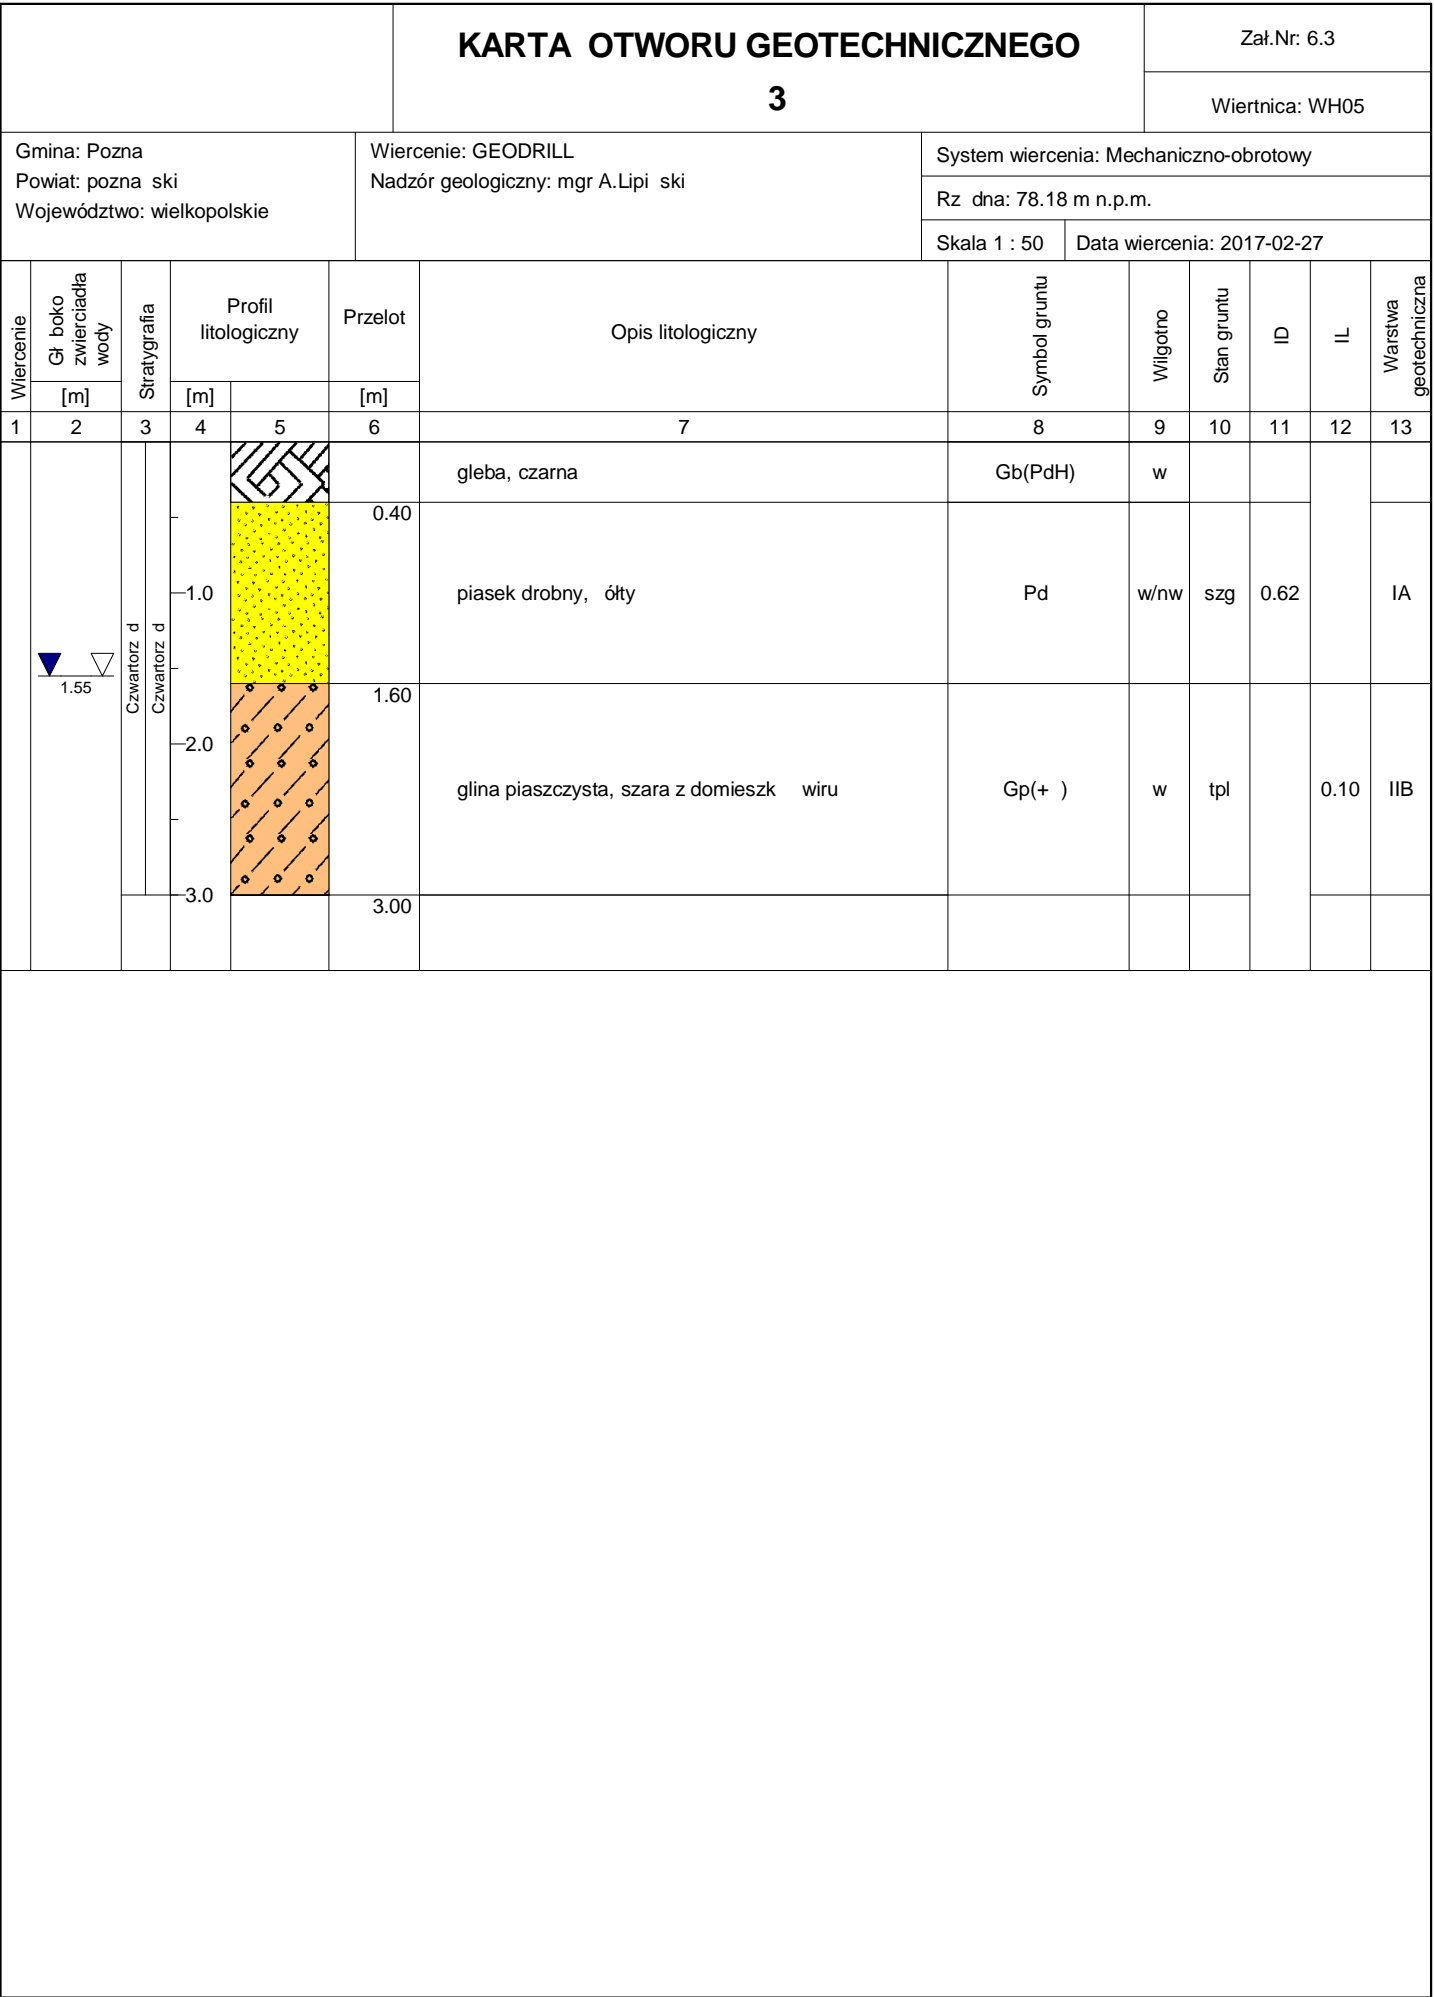 KARTA OTWORU GEOTECHNICZNEGO
3
Zał.Nr: 6.3
Wiertnica: WH05
Gmina: Pozna
Powiat: pozna ski
Województwo: wielkopolskie
Wiercenie: GEODRILL
Nadzór geologiczny: mgr A.Lipi ski
System wiercenia: Mechaniczno-obrotowy
Rz dna: 78.18 m n.p.m.
Skala 1 : 50 Data wiercenia: 2017-02-27
Wiercenie
Gł boko
zwierciadła
wody
[m]
Stratygrafia
Profil
litologiczny
[m]
Przelot
[m]
Opis litologiczny
Symbol gruntu
Wilgotno
Stan gruntu
ID
IL
Warstwa
geotechniczna
1 2 3 4 5 6 7 8 9 10 11 12 13
gleba, czarna Gb(PdH) w
0.40
1.0 piasek drobny, ółty Pd w/nw szg 0.62 IA
1.55
Czwartorz d
Czwartorz d
1.60
2.0
glina piaszczysta, szara z domieszk wiru Gp(+ ) w tpl 0.10 IIB
3.0
3.00